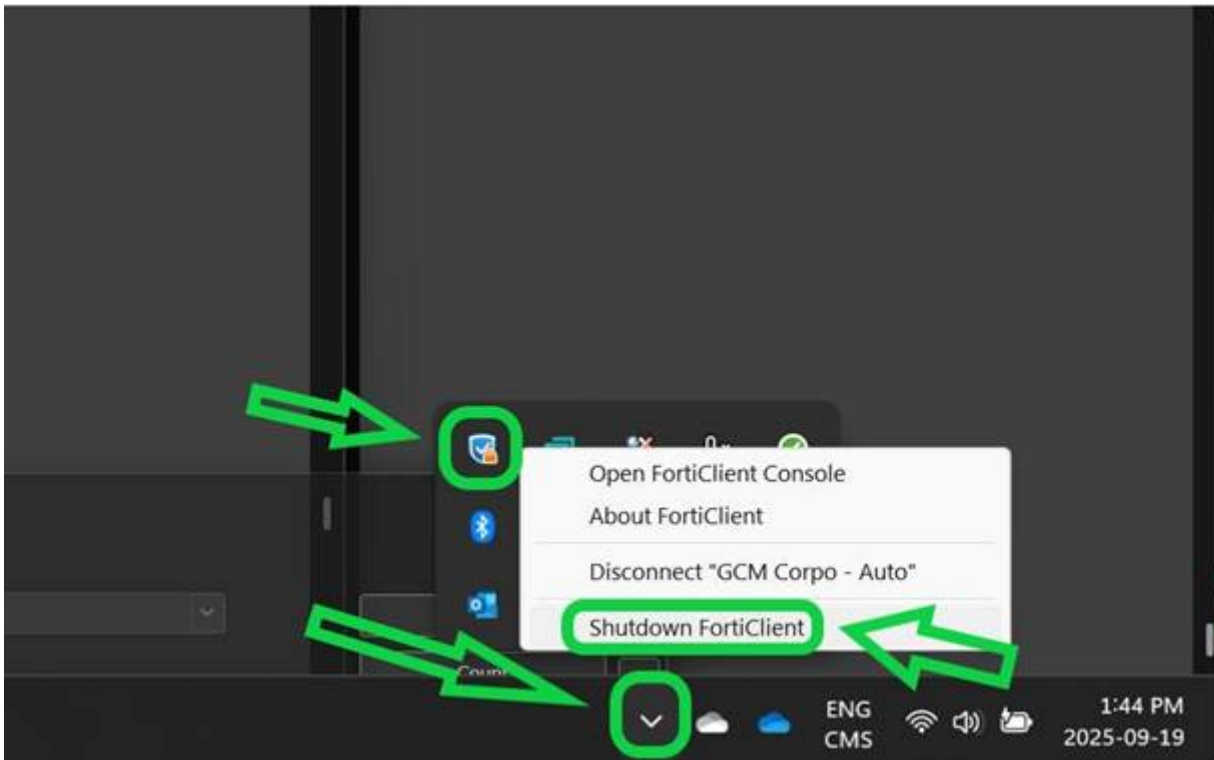 Open FortiClient Console
About FortiClient
Disconnect "GCM Corpo - Auto"
Shutdown FortiClient
ENG
CMS
1:44 PM
2025-09-19